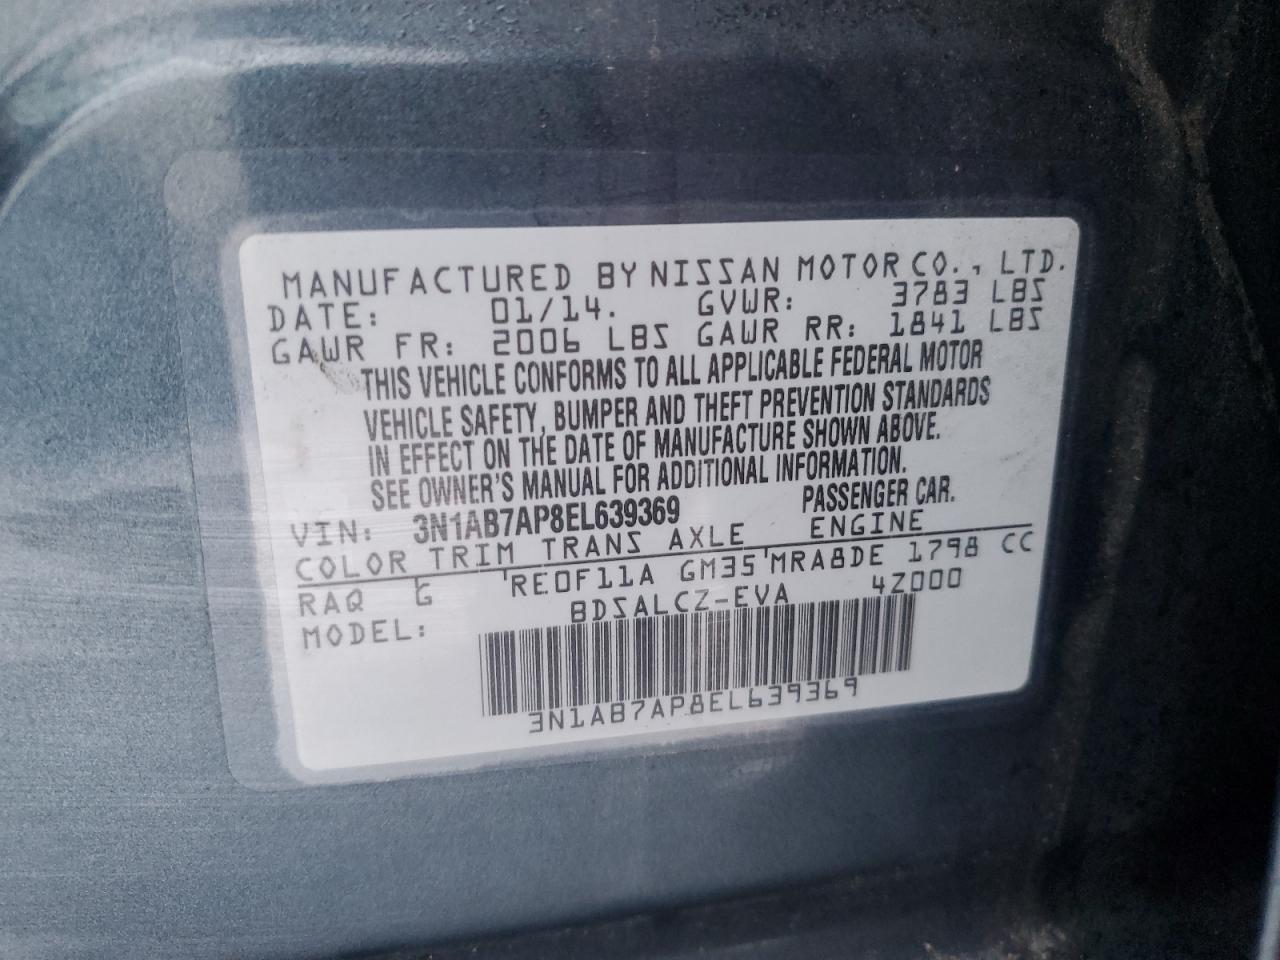 MANUFACTURED BY NISSAN MOTOR CO., LTD.
DATE: 01/14. GVWR: 3783 LBS
GAWR FR: 2006 LBS GAWR RR: 1841 LBS
THIS VEHICLE CONFORMS TO ALL APPLICABLE FEDERAL MOTOR
VEHICLE SAFETY, BUMPER AND THEFT PREVENTION STANDARDS
IN EFFECT ON THE DATE OF MANUFACTURE SHOWN ABOVE.
SEE OWNER'S MANUAL FOR ADDITIONAL INFORMATION.
VIN: 3N1AB7AP8EL639369 PASSENGER CAR.
COLOR TRIM TRANS AXLE ENGINE
RAQ G RE0F11A GM35 MRA8DE 1798 CC
MODEL: BDSALCZ-EVA 4Z000
3N1AB7AP8EL639369